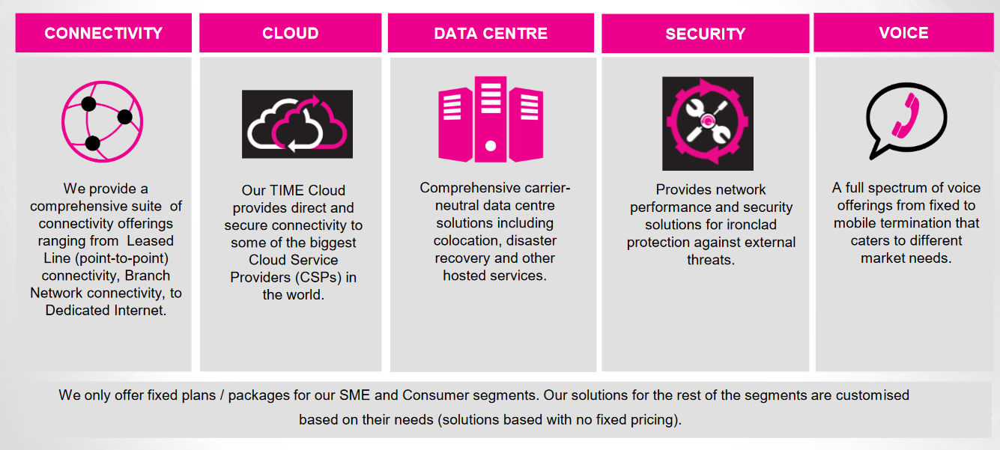 CONNECTIVITY
CLOUD
DATA CENTRE
SECURITY
VOICE
We provide a
comprehensive suite of
connectivity offerings
ranging from Leased
Line (point-to-point)
connectivity, Branch
Network connectivity, to
Dedicated Internet.
Our TIME Cloud
provides direct and
secure connectivity to
some of the biggest
Cloud Service
Providers (CSPs) in
the world.
Comprehensive carrier-
neutral data centre
solutions including
colocation, disaster
recovery and other
hosted services.
Provides network
performance and security
solutions for ironclad
protection against external
threats.
A full spectrum of voice
offerings from fixed to
mobile termination that
caters to different
market needs.
We only offer fixed plans / packages for our SME and Consumer segments. Our solutions for the rest of the segments are customised
based on their needs (solutions based with no fixed pricing).